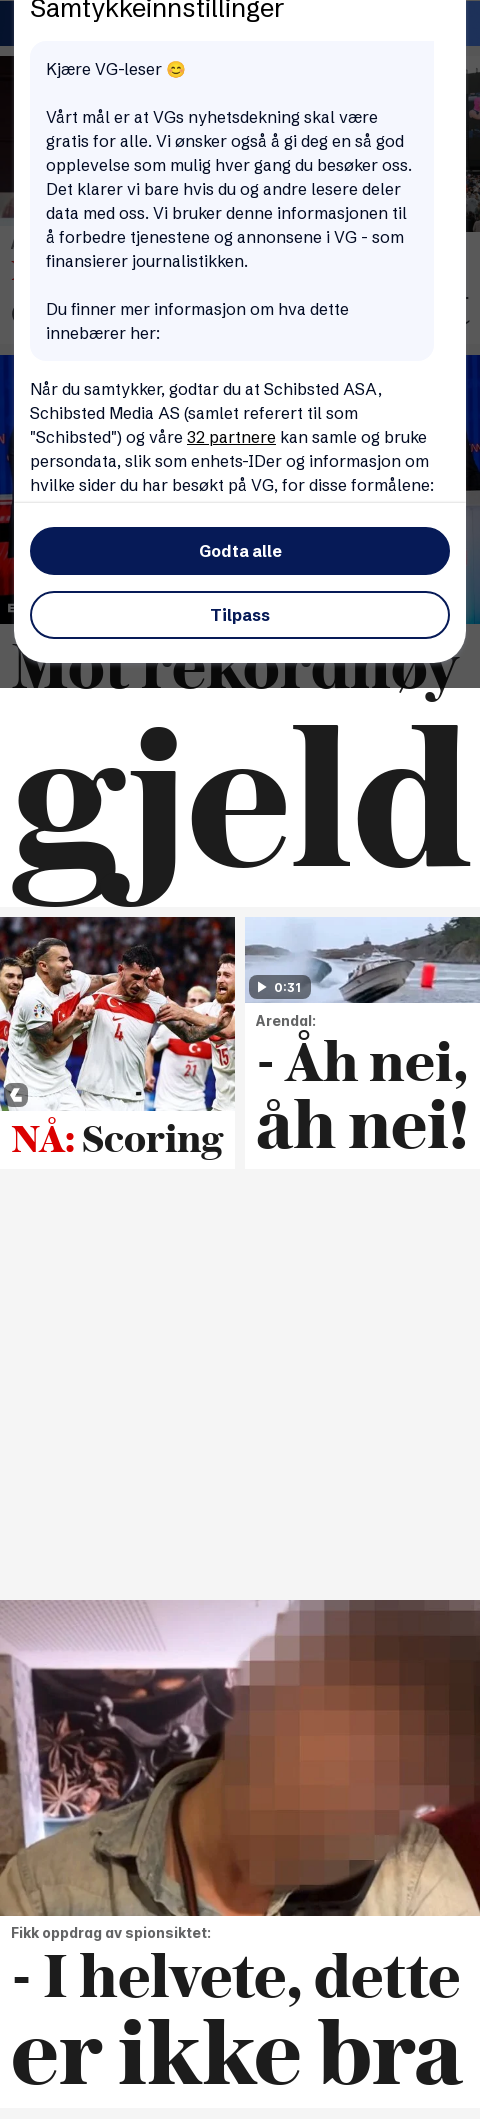 Samtykkeinnstillinger
Kjære VG-leser 😊
Vårt mål er at VGs nyhetsdekning skal være
gratis for alle. Vi ønsker også å gi deg en så god
opplevelse som mulig hver gang du besøker oss.
Det klarer vi bare hvis du og andre lesere deler
data med oss. Vi bruker denne informasjonen til
å forbedre tjenestene og annonsene i VG - som
finansierer journalistikken.
Du finner mer informasjon om hva dette
innebærer her:
Når du samtykker, godtar du at Schibsted ASA,
Schibsted Media AS (samlet referert til som
"Schibsted") og våre 32 partnere kan samle og bruke
persondata, slik som enhets-IDer og informasjon om
hvilke sider du har besøkt på VG, for disse formålene:
Godta alle
Tilpass
Mot rekordhøy
gjeld
4
21
15
NÅ: Scoring
0:31
Arendal:
- Åh nei,
åh nei!
Fikk oppdrag av spionsiktet:
- I helvete, dette
er ikke bra